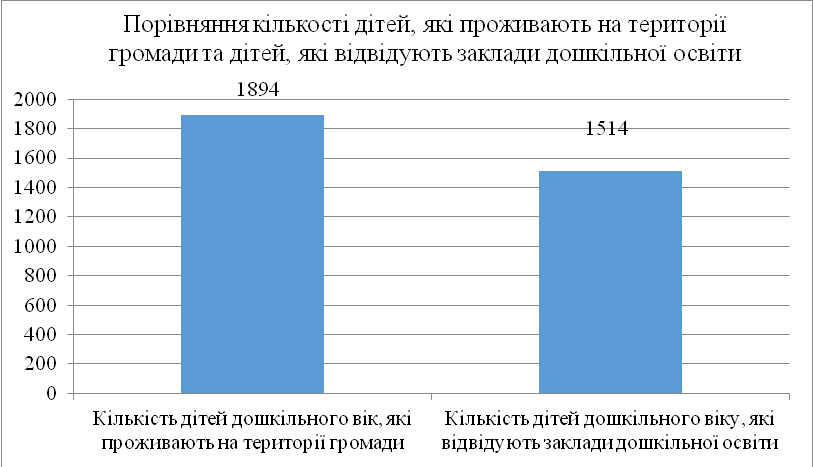 Порівняння кількості дітей, які проживають на території
громади та дітей, які відвідують заклади дошкільної освіти
1894
1514
2000
1800
1600
1400
1200
1000
800
600
400
200
0
Кількість дітей дошкільного вік, які
проживають на території громади
Кількість дітей дошкільного віку, які
відвідують заклади дошкільної освіти